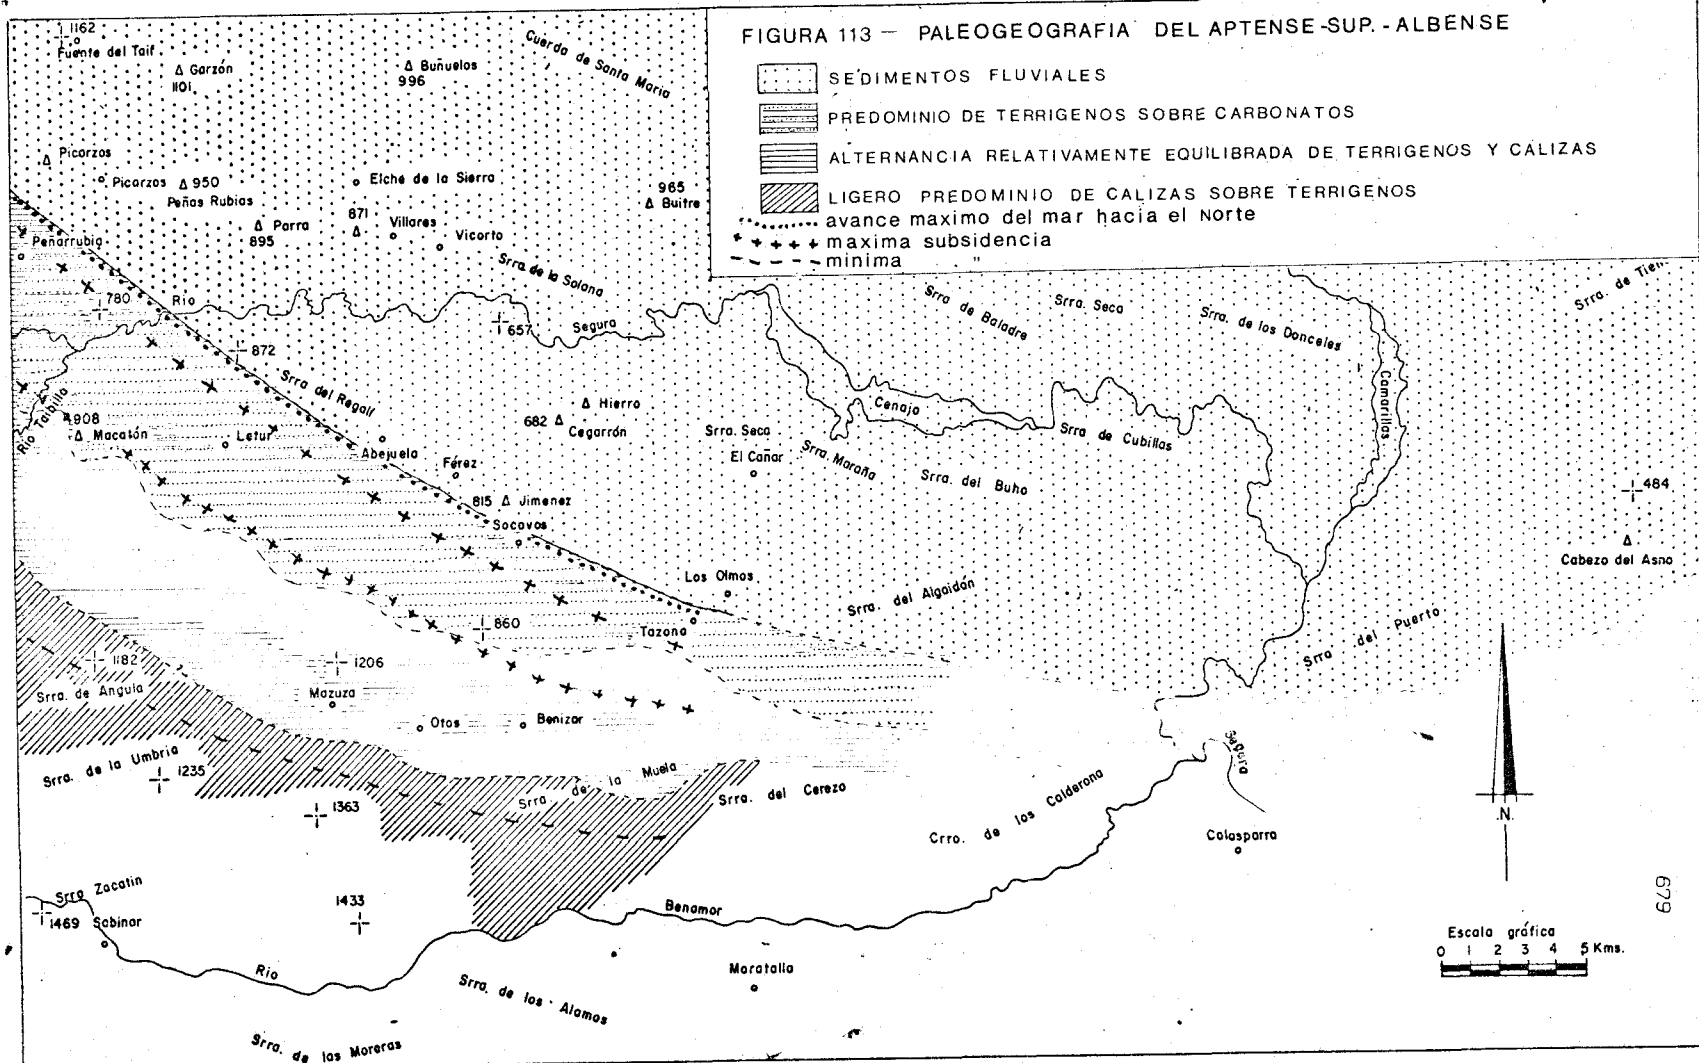 FIGURA 113 — PALEOGEOGRAFIA DEL APTENSE-SUP. - ALBENSE
SEDIMENTOS FLUVIALES
PREDOMINIO DE TERRIGENOS SOBRE CARBONATOS
ALTERNANCIA RELATIVAMENTE EQUILIBRADA DE TERRIGENOS Y CALIZAS
LIGERO PREDOMINIO DE CALIZAS SOBRE TERRIGENOS
avance maximo del mar hacia el Norte
maxima subsidencia
minima "
1162
Fuente del Taif
Garzón
1101
Buñuelos
996
Cuerda de Santa Maria
Picorzos
Picorzos
950
Peñas Rubias
Elche de la Sierra
965
Buitre
Parra
895
871
Villares
Vicorto
Peñarrubia
Srra. de la Solana
780
Rio
657
Segura
Srra. de Baladre
Srra. Seca
Srra. de los Donceles
Srra. de
872
Srra del Regalí
Camarillas
Rio Taibilla
908
Macalón
Letur
Abejuela
Férez
Hierro
682
Cegarrón
Srra. Seca
El Cañar
Srra. Maraña
Cenajo
Srra de Cubillas
Srra. del Buho
815
Jimenez
Socovos
484
Cabezo del Asno
Los Olmos
Srra. del Algaidón
Tazona
860
Srra del Puerto
1182
Srra. de Angula
1206
Mazuza
Otos
Benizar
Srra. de la Umbria
1235
Srra de la Muela
Srra. del Cerezo
1363
Segura
Crro. de los Calderona
Calasparra
N
Srra Zacatin
1469
Sabinar
1433
Benamor
Rio
Moratalla
Srra. de los Alamos
Srra. de las Moreras
Escala gráfica
0 1 2 3 4 5 Kms.
679